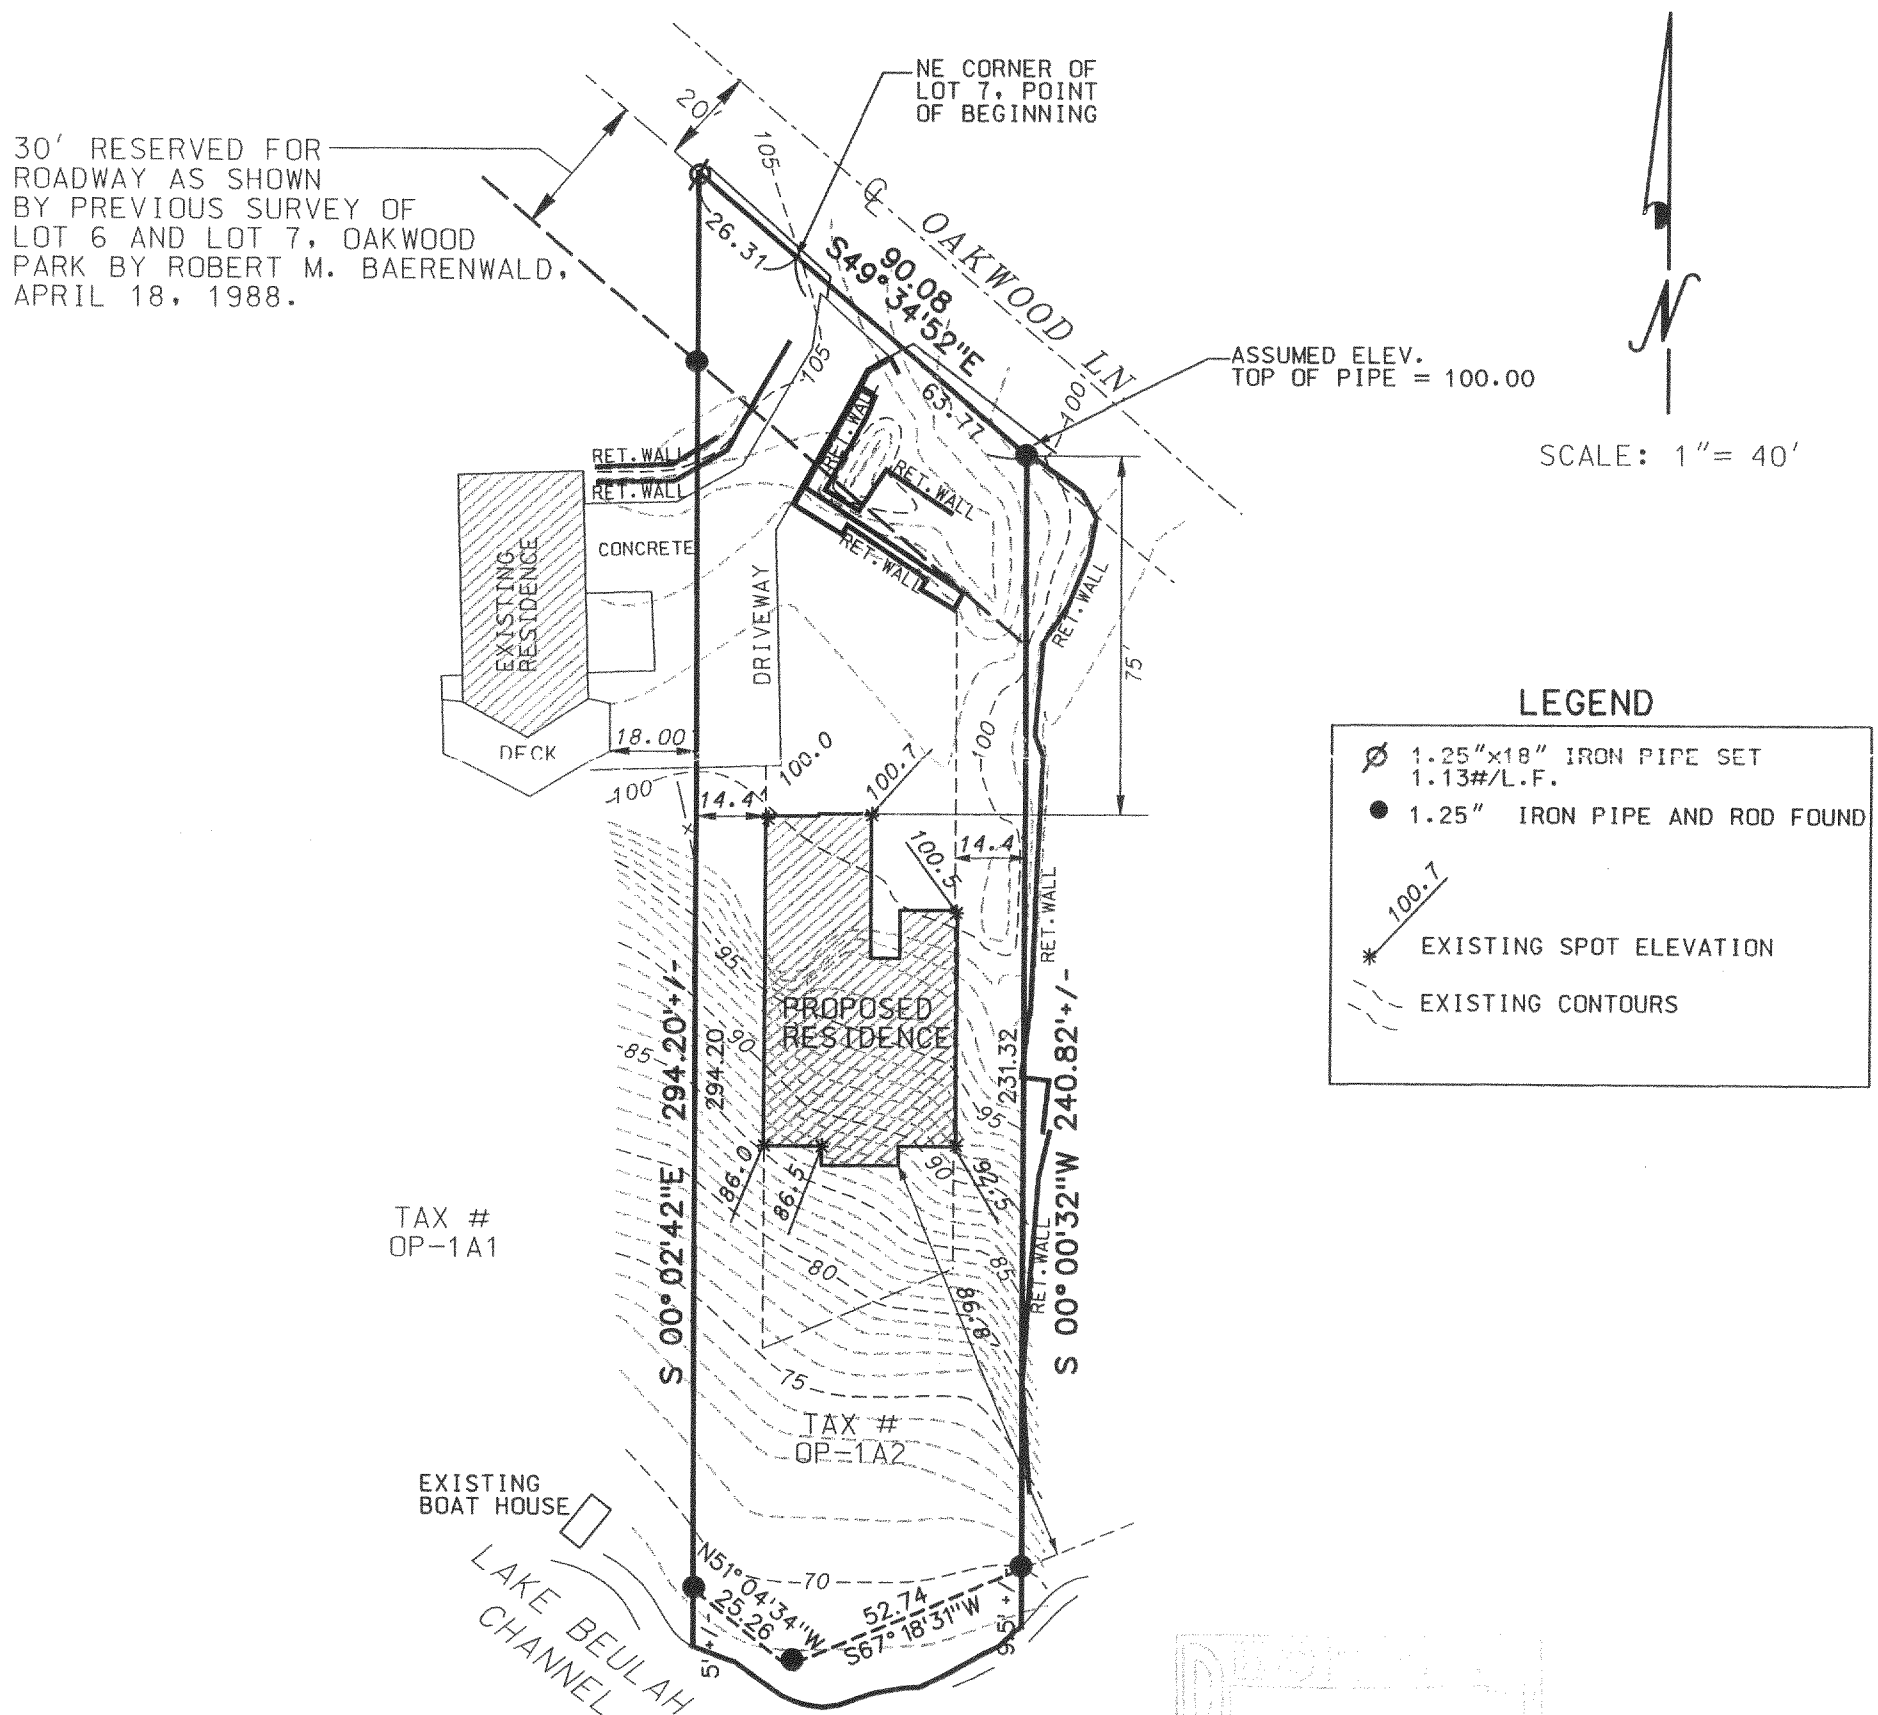 NE CORNER OF
LOT 7, POINT
OF BEGINNING
20'
30' RESERVED FOR
ROADWAY AS SHOWN
BY PREVIOUS SURVEY OF
LOT 6 AND LOT 7, OAKWOOD
PARK BY ROBERT M. BAERENWALD,
APRIL 18, 1988.
105
26.31
℄ OAKWOOD LN
90.08
S49°34'52"E
63.77
105
100
ASSUMED ELEV.
TOP OF PIPE = 100.00
SCALE: 1"= 40'
RET.WALL
RET.WALL
RET.WALL
RET.WALL
RET.WALL
RET.WALL
CONCRETE
EXISTING
RESIDENCE
DRIVEWAY
75'
DECK
18.00
100.0
100.7
100
100
14.4
14.4
100.5
RET.WALL
LEGEND
1.25"x18" IRON PIPE SET
1.13#/L.F.
1.25" IRON PIPE AND ROD FOUND
100.7
EXISTING SPOT ELEVATION
EXISTING CONTOURS
95
90
85
PROPOSED
RESIDENCE
S 00°02'42"E 294.20'+/-
294.20
231.32
S 00°00'32"W 240.82'+/-
95
90
86.0
86.5
92.5
85
RET.WALL
80
86.8'
75
TAX #
OP-1A1
TAX #
OP-1A2
EXISTING
BOAT HOUSE
LAKE BEULAH
CHANNEL
70
N51°04'34"W
25.26
52.74
S67°18'31"W
5'+/-
9.5'+/-